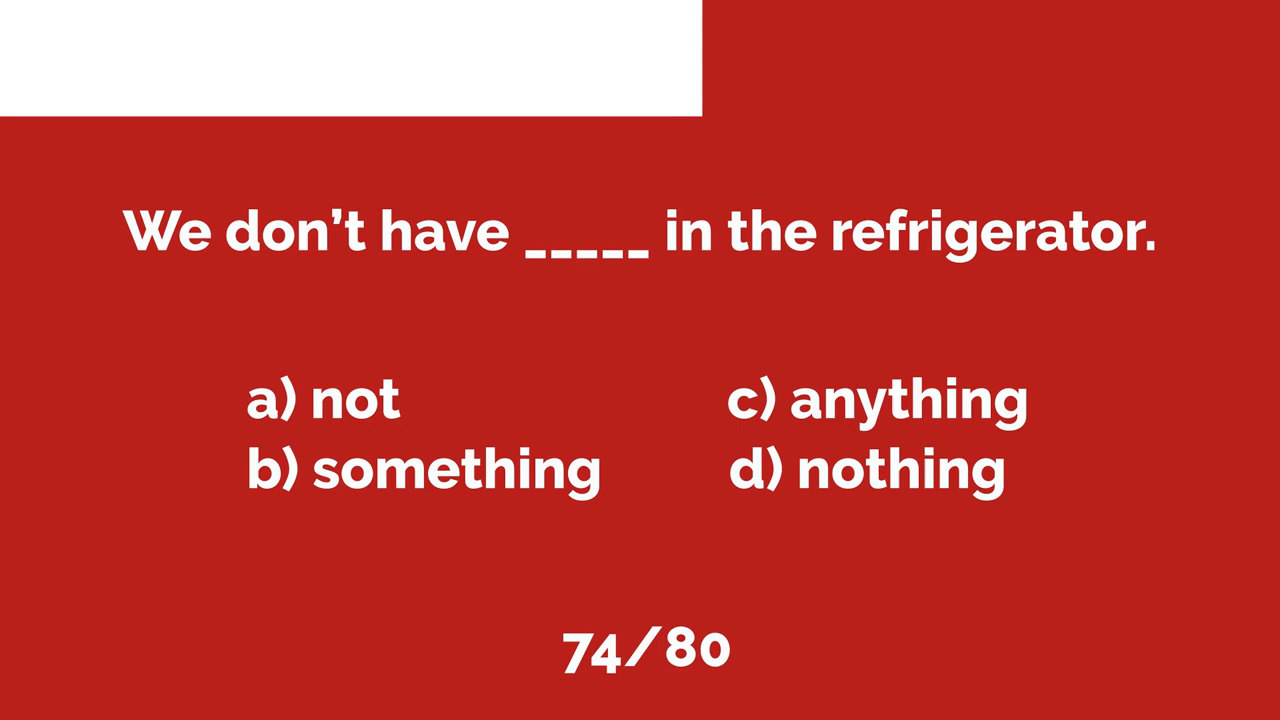 We don’t have _____ in the refrigerator.
a) not
b) something
c) anything
d) nothing
74/80